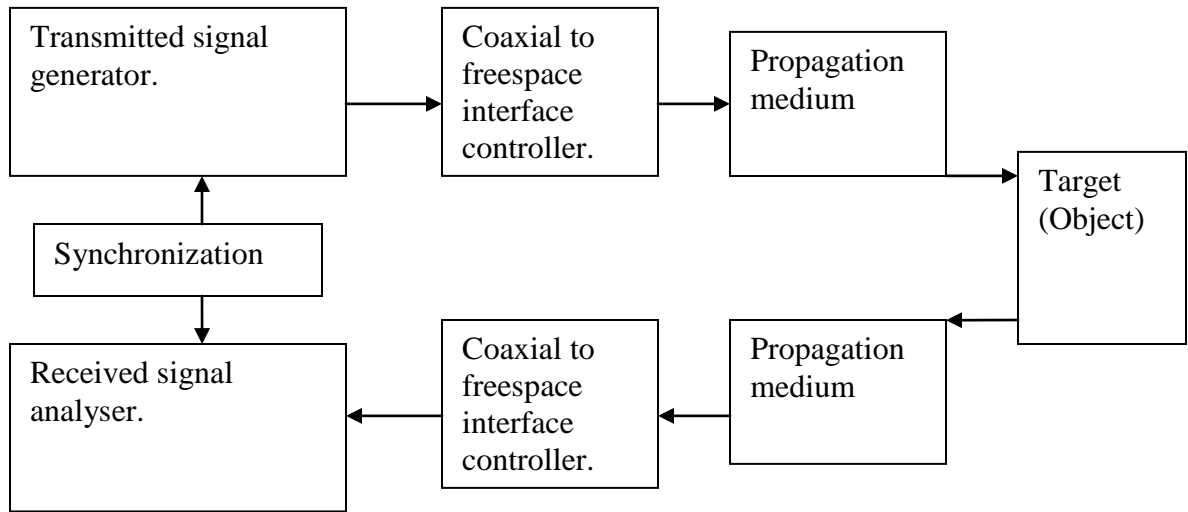 Transmitted signal
generator.
Coaxial to
freespace
interface
controller.
Propagation
medium
Target
(Object)
Synchronization
Received signal
analyser.
Coaxial to
freespace
interface
controller.
Propagation
medium